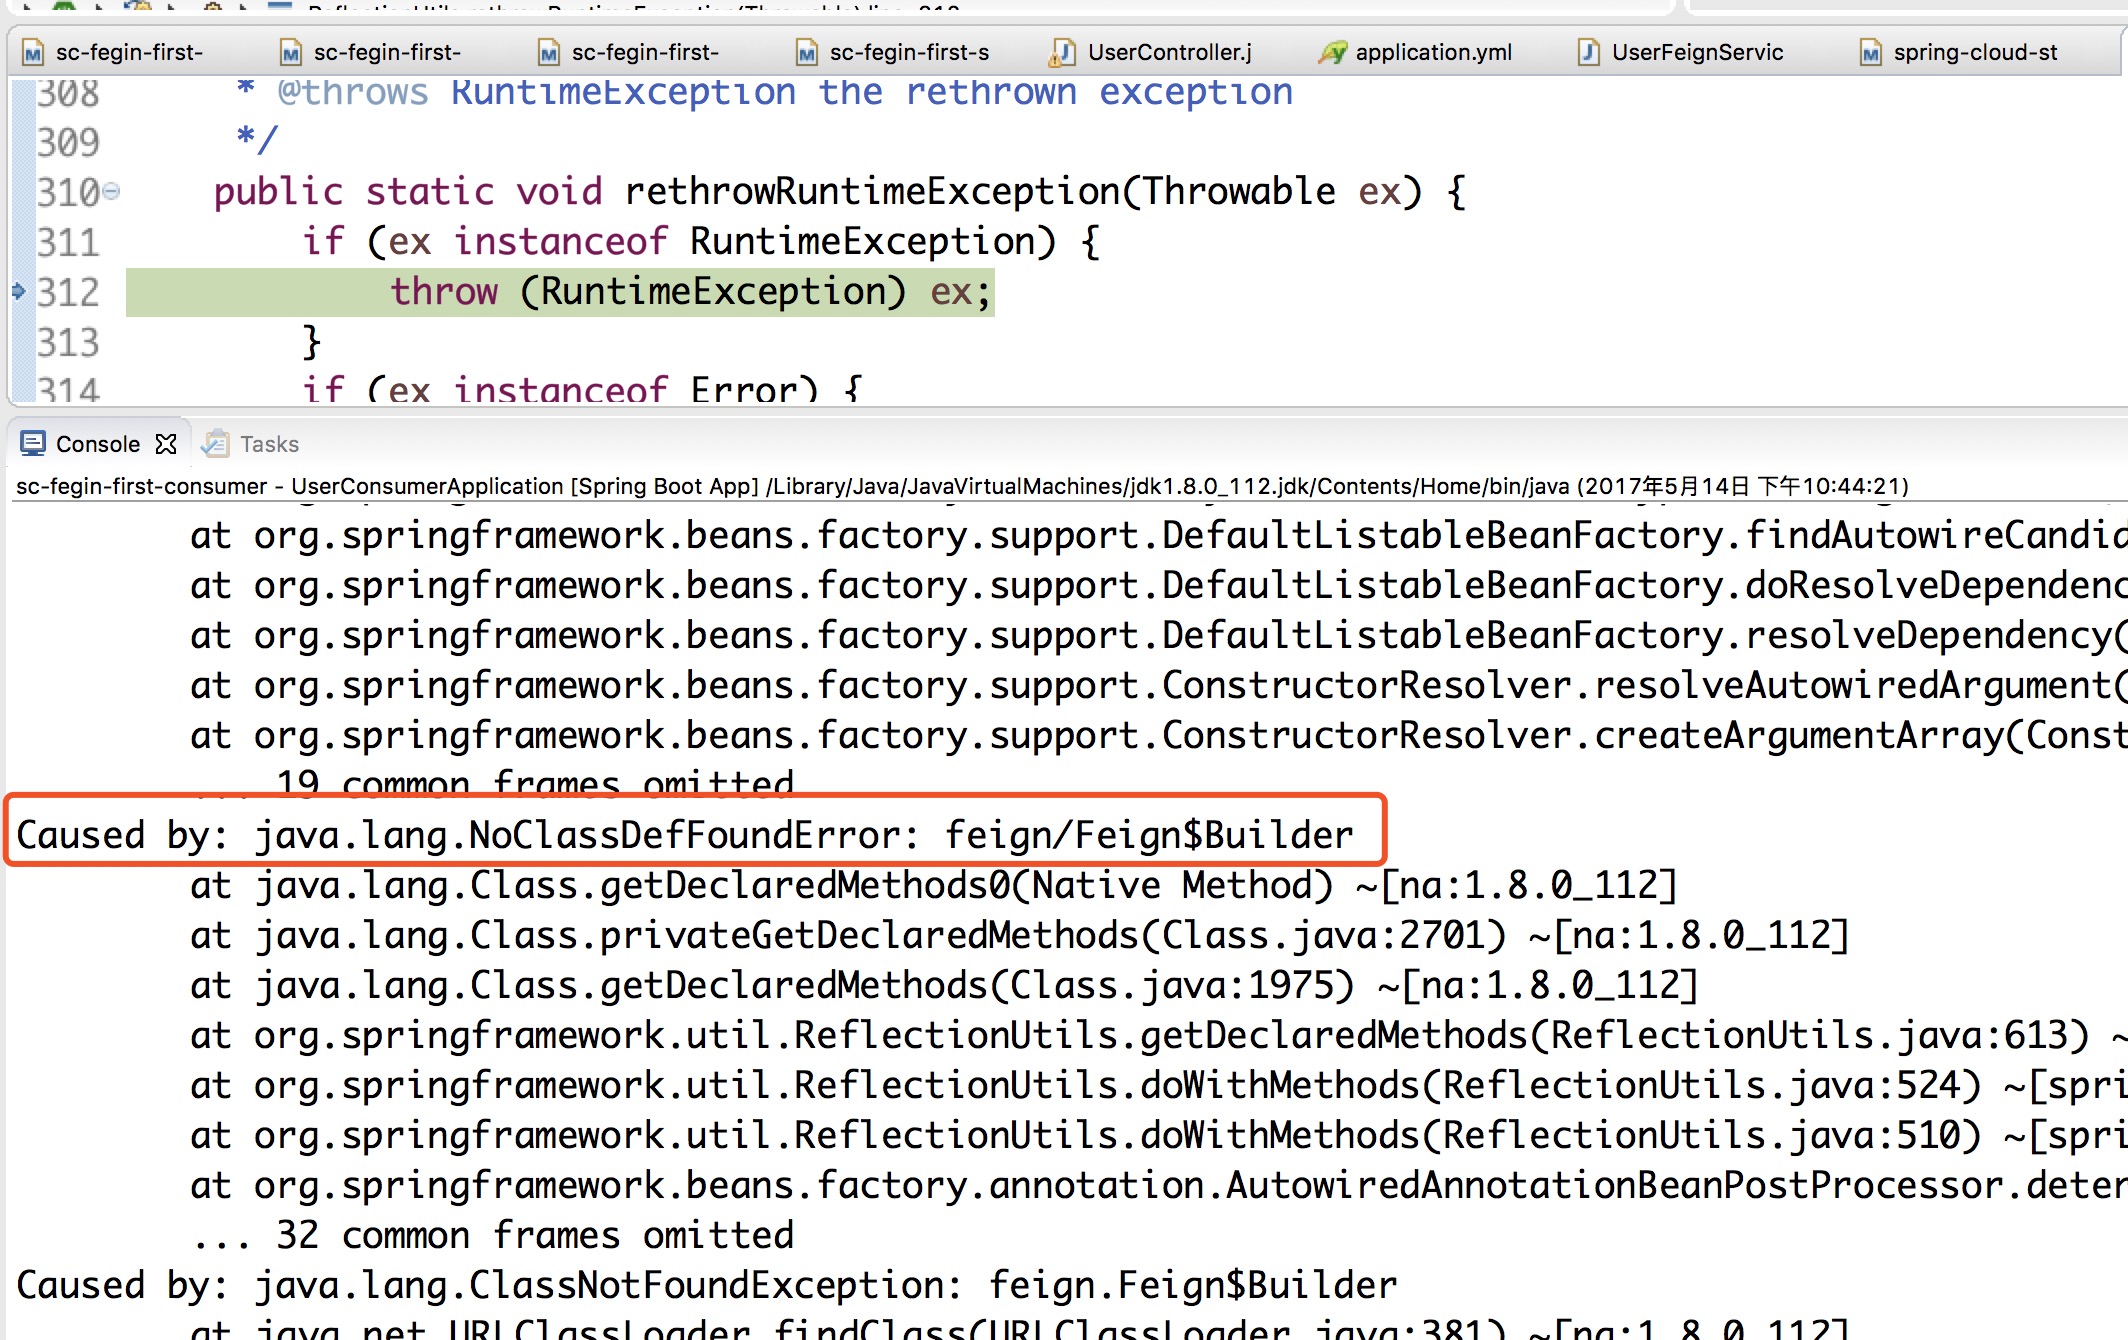 sc-fegin-first-
sc-fegin-first-
sc-fegin-first-
sc-fegin-first-s
UserController.j
application.yml
UserFeignServic
spring-cloud-st
308 * @throws RuntimeException the rethrown exception
309 */
310 public static void rethrowRuntimeException(Throwable ex) {
311 if (ex instanceof RuntimeException) {
312 throw (RuntimeException) ex;
313 }
314 if (ex instanceof Error) {
Console Tasks
sc-fegin-first-consumer - UserConsumerApplication [Spring Boot App] /Library/Java/JavaVirtualMachines/jdk1.8.0_112.jdk/Contents/Home/bin/java (2017年5月14日 下午10:44:21)
at org.springframework.beans.factory.support.DefaultListableBeanFactory.findAutowireCandid
at org.springframework.beans.factory.support.DefaultListableBeanFactory.doResolveDependenc
at org.springframework.beans.factory.support.DefaultListableBeanFactory.resolveDependency(
at org.springframework.beans.factory.support.ConstructorResolver.resolveAutowiredArgument(
at org.springframework.beans.factory.support.ConstructorResolver.createArgumentArray(Const
... 19 common frames omitted
Caused by: java.lang.NoClassDefFoundError: feign/Feign$Builder
at java.lang.Class.getDeclaredMethods0(Native Method) ~[na:1.8.0_112]
at java.lang.Class.privateGetDeclaredMethods(Class.java:2701) ~[na:1.8.0_112]
at java.lang.Class.getDeclaredMethods(Class.java:1975) ~[na:1.8.0_112]
at org.springframework.util.ReflectionUtils.getDeclaredMethods(ReflectionUtils.java:613) ~
at org.springframework.util.ReflectionUtils.doWithMethods(ReflectionUtils.java:524) ~[spri
at org.springframework.util.ReflectionUtils.doWithMethods(ReflectionUtils.java:510) ~[spri
at org.springframework.beans.factory.annotation.AutowiredAnnotationBeanPostProcessor.deter
... 32 common frames omitted
Caused by: java.lang.ClassNotFoundException: feign.Feign$Builder
at java.net.URLClassLoader.findClass(URLClassLoader.java:381) ~[na:1.8.0_112]